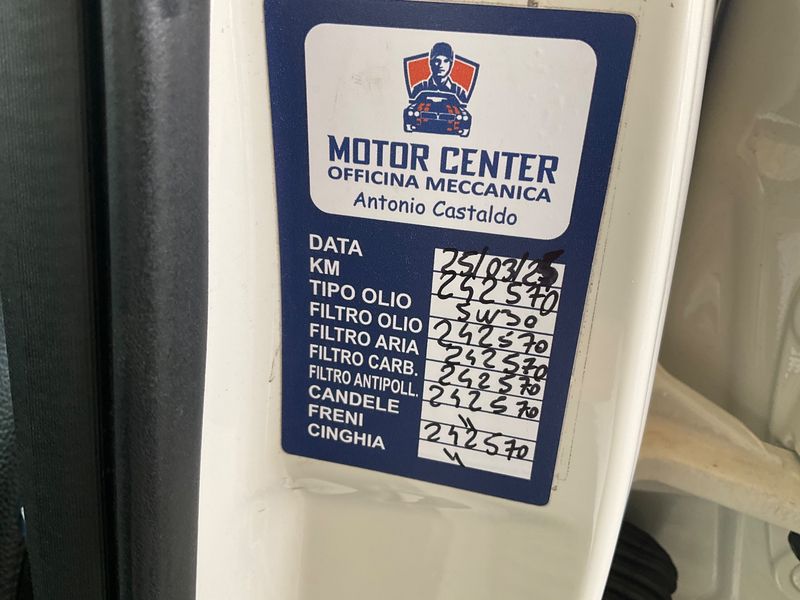 MOTOR CENTER
OFFICINA MECCANICA
Antonio Castaldo
DATA 25/03/25
KM 242570
TIPO OLIO 5W30
FILTRO OLIO 242570
FILTRO ARIA 242570
FILTRO CARB. 242570
FILTRO ANTIPOLL. 242570
CANDELE \\
FRENI 242570
CINGHIA \\